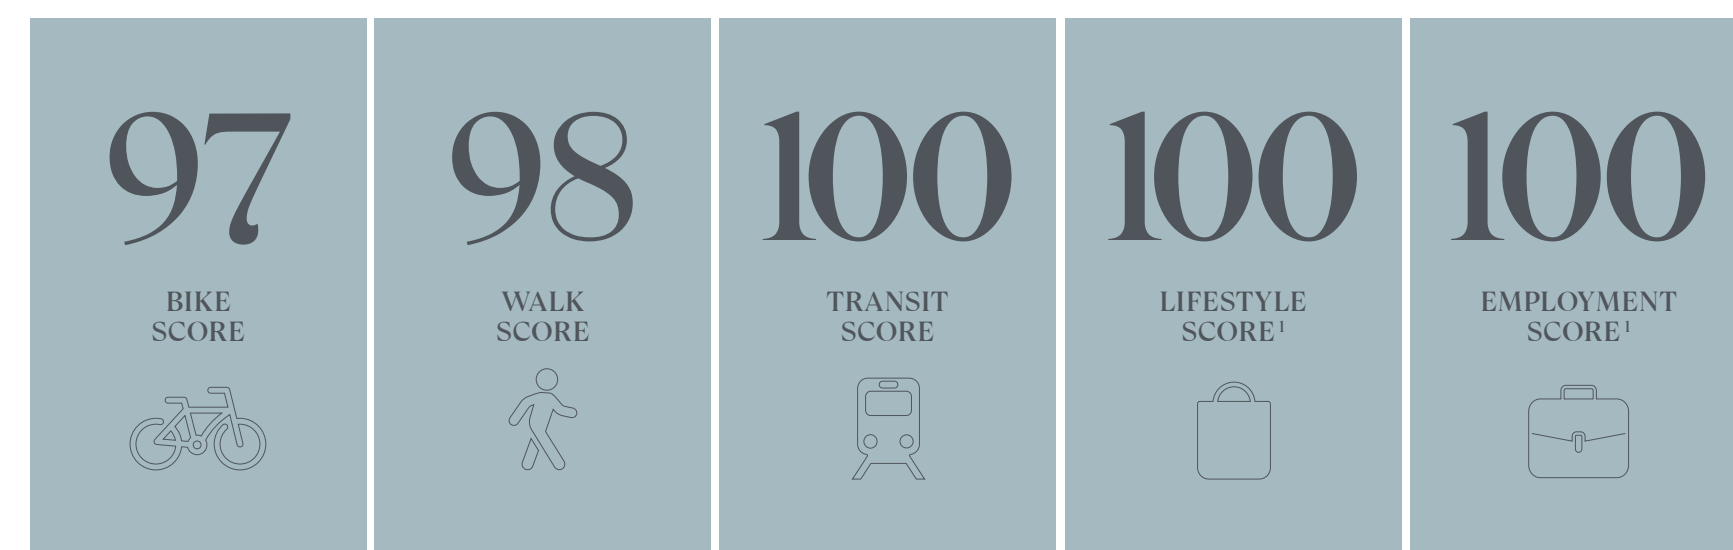 97
BIKE
SCORE
98
WALK
SCORE
100
TRANSIT
SCORE
100
LIFESTYLE
SCORE¹
100
EMPLOYMENT
SCORE¹